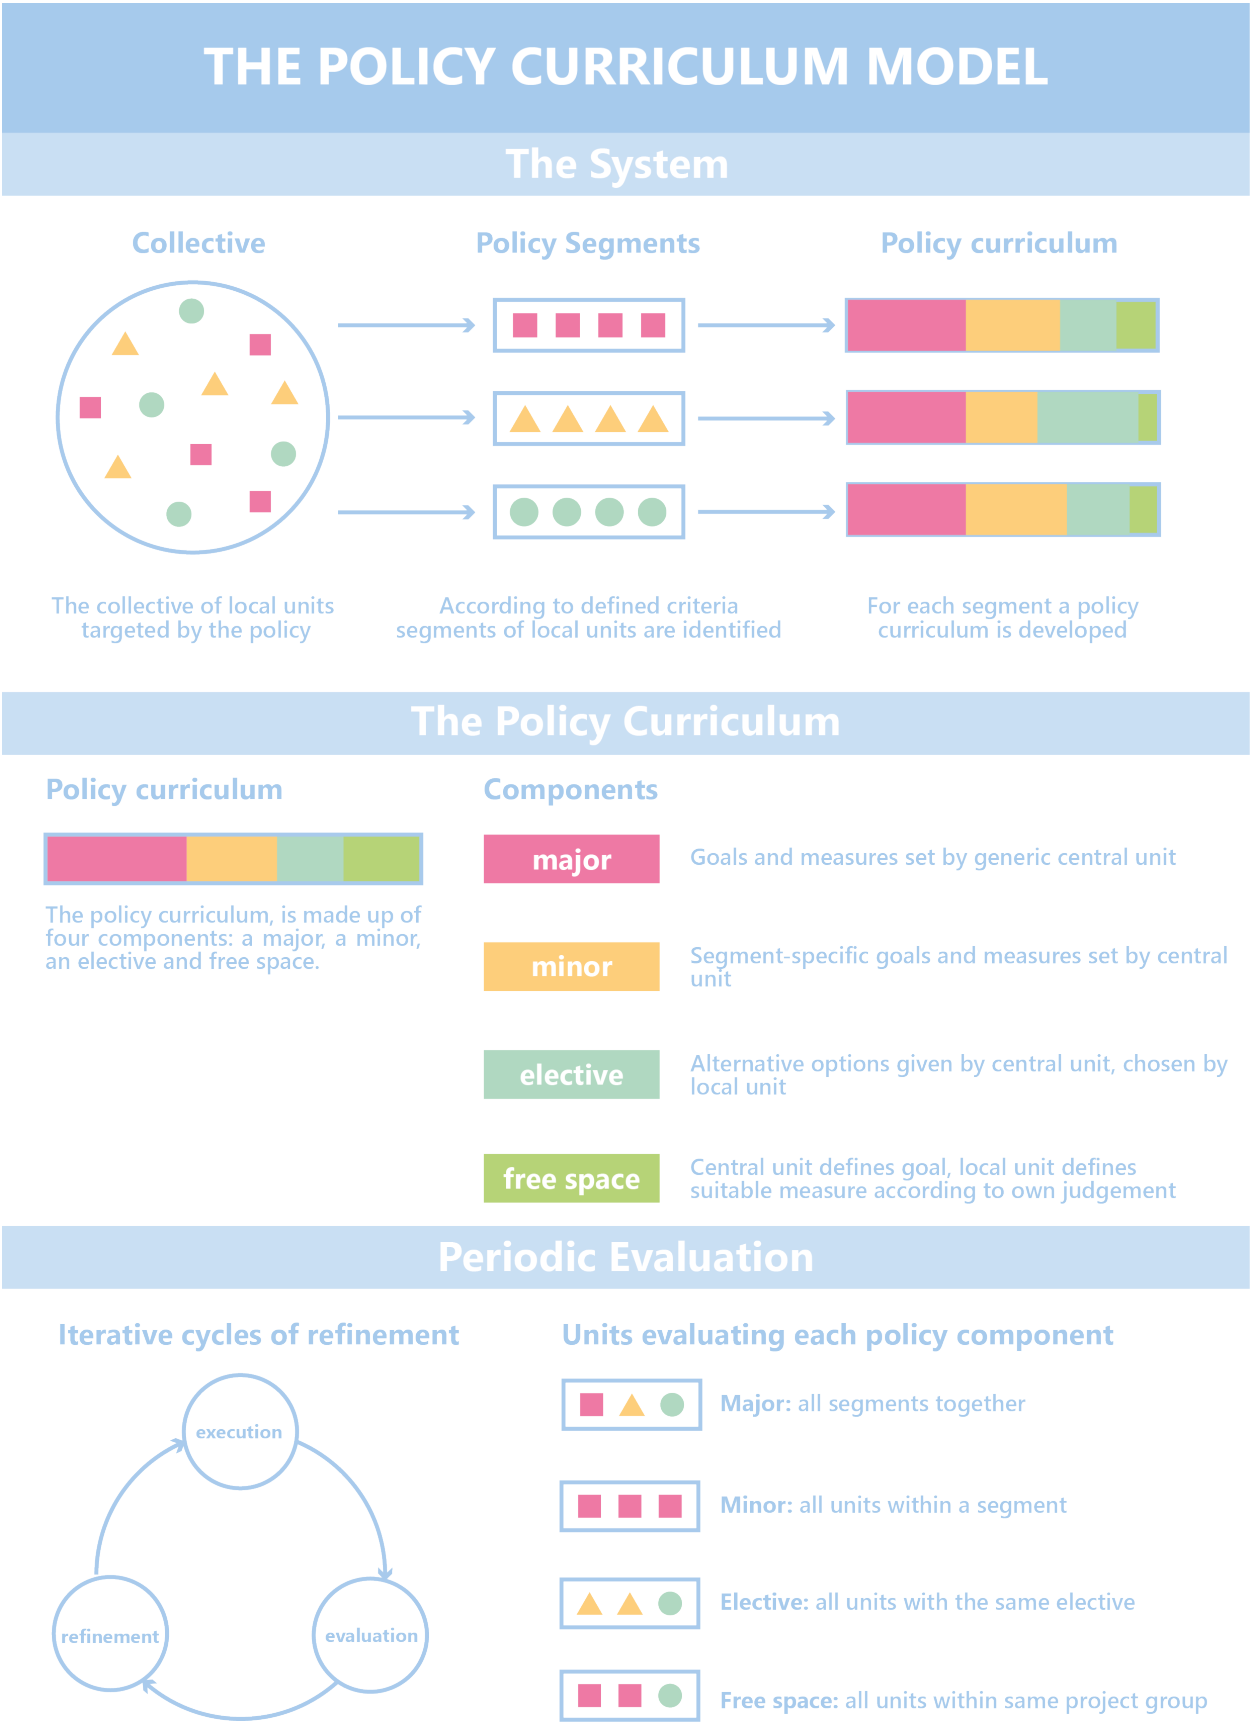 THE POLICY CURRICULUM MODEL
The System
Collective
Policy Segments
Policy curriculum
The collective of local units
targeted by the policy
According to defined criteria
segments of local units are identified
For each segment a policy
curriculum is developed
The Policy Curriculum
Policy curriculum
The policy curriculum, is made up of
four components: a major, a minor,
an elective and free space.
Components
major
Goals and measures set by generic central unit
minor
Segment-specific goals and measures set by central
unit
elective
Alternative options given by central unit, chosen by
local unit
free space
Central unit defines goal, local unit defines
suitable measure according to own judgement
Periodic Evaluation
Iterative cycles of refinement
execution
refinement
evaluation
Units evaluating each policy component
Major: all segments together
Minor: all units within a segment
Elective: all units with the same elective
Free space: all units within same project group